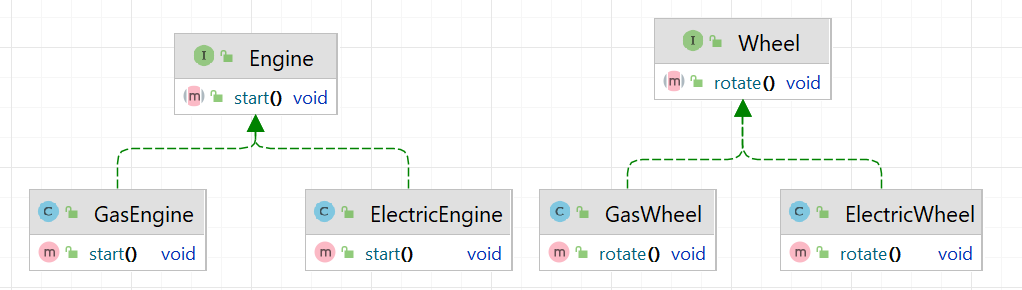 I Engine
m start() void
I Wheel
m rotate() void
C GasEngine
m start() void
C ElectricEngine
m start() void
C GasWheel
m rotate() void
C ElectricWheel
m rotate() void